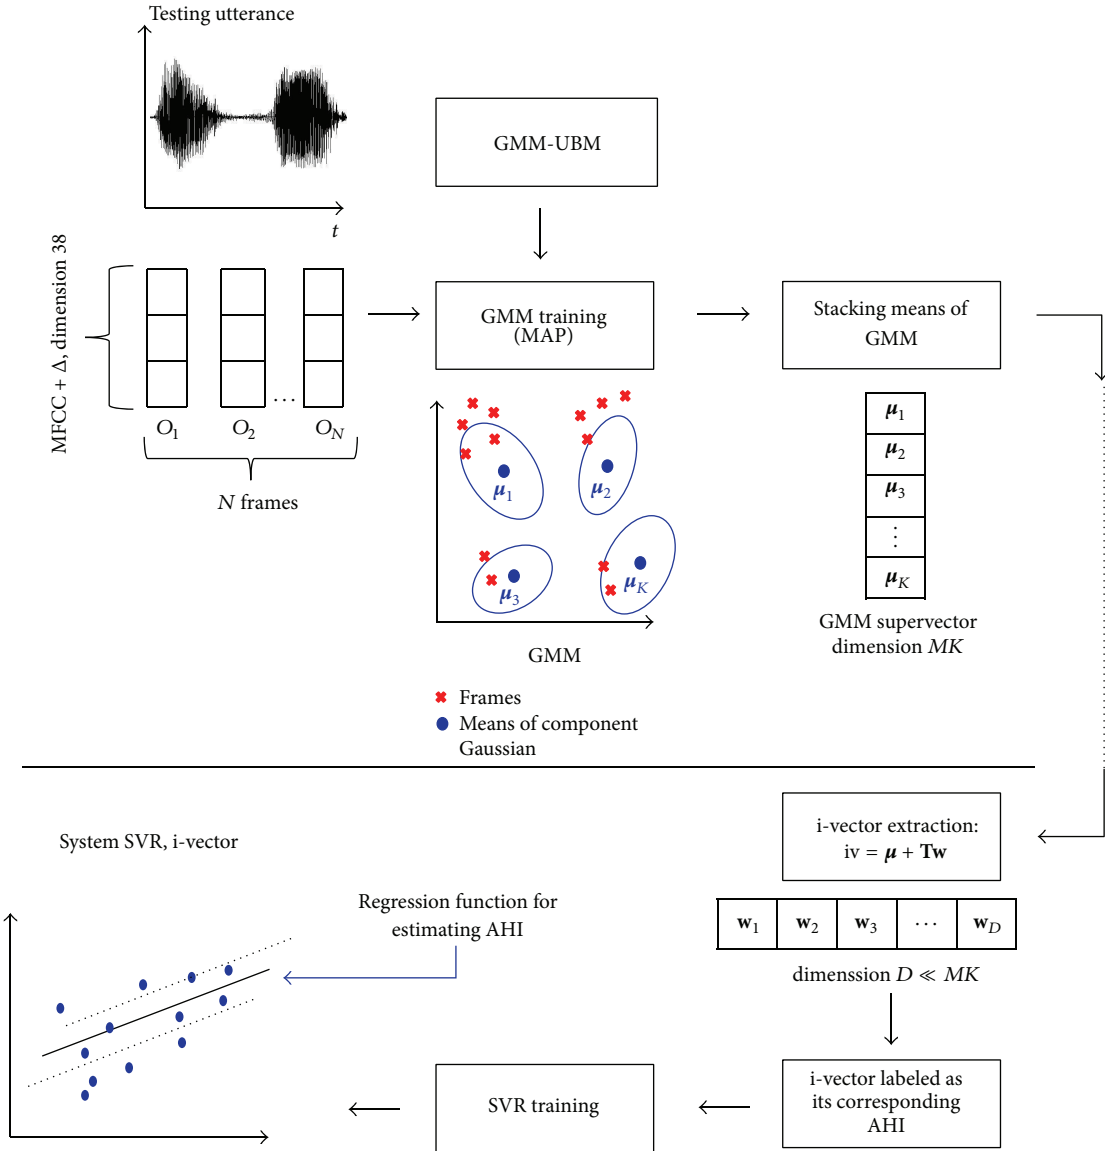 Testing utterance
t
GMM-UBM
MFCC + Δ, dimension 38
O1 O2 ... ON
N frames
GMM training
(MAP)
Stacking means of
GMM
μ1
μ2
μ3
μK
GMM
Frames
Means of component
Gaussian
μ1
μ2
μ3
⋮
μK
GMM supervector
dimension MK
System SVR, i-vector
i-vector extraction:
iv = μ + Tw
w1 w2 w3 ... wD
dimenssion D ≪ MK
Regression function for
estimating AHI
i-vector labeled as
its corresponding
AHI
SVR training